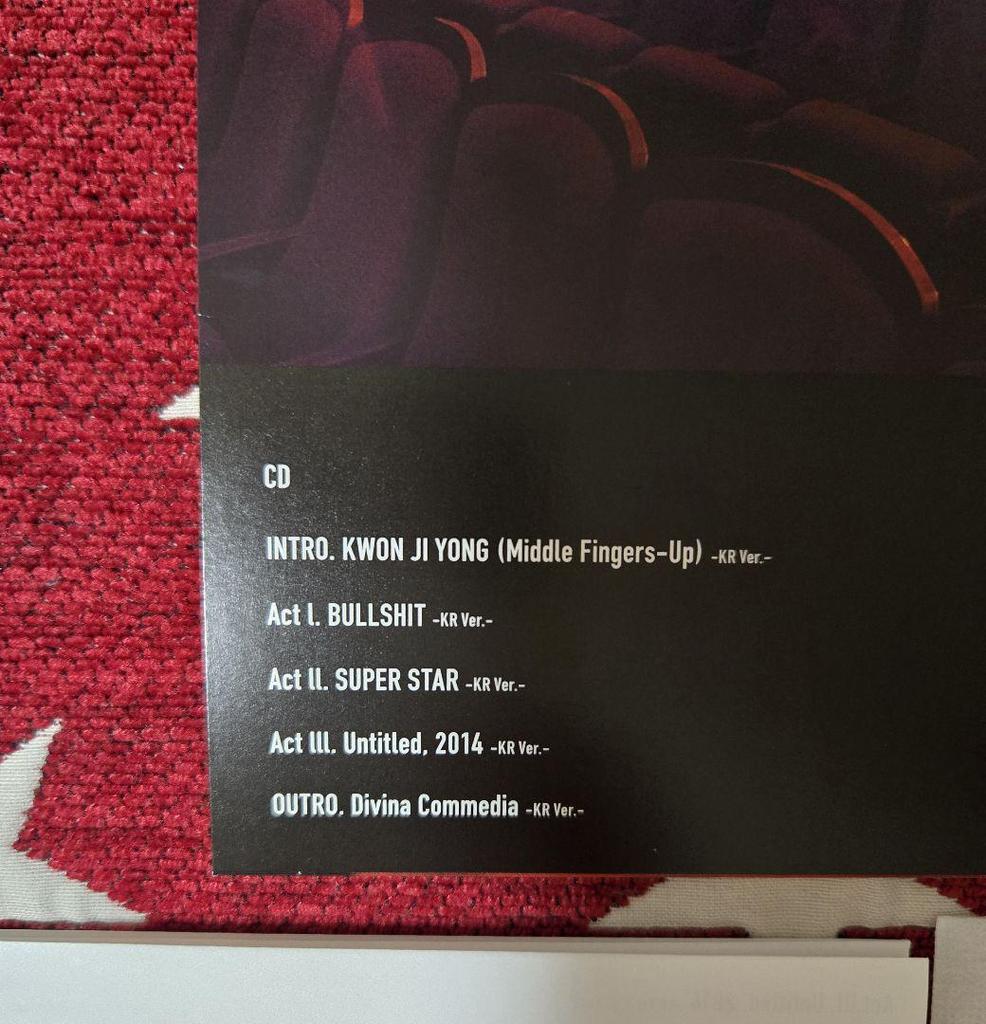 CD
INTRO. KWON JI YONG (Middle Fingers-Up) -KR Ver.-
Act I. BULLSHIT -KR Ver.-
Act II. SUPER STAR -KR Ver.-
Act III. Untitled, 2014 -KR Ver.-
OUTRO. Divina Commedia -KR Ver.-